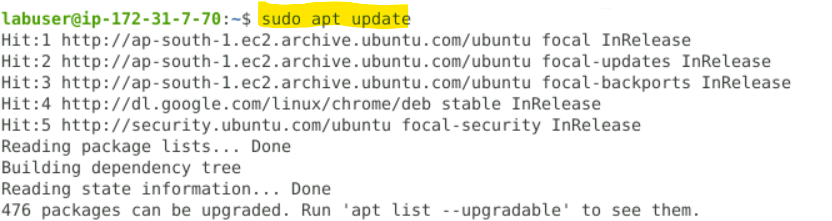 labuser@ip-172-31-7-70:~$ sudo apt update
Hit:1 http://ap-south-1.ec2.archive.ubuntu.com/ubuntu focal InRelease
Hit:2 http://ap-south-1.ec2.archive.ubuntu.com/ubuntu focal-updates InRelease
Hit:3 http://ap-south-1.ec2.archive.ubuntu.com/ubuntu focal-backports InRelease
Hit:4 http://dl.google.com/linux/chrome/deb stable InRelease
Hit:5 http://security.ubuntu.com/ubuntu focal-security InRelease
Reading package lists... Done
Building dependency tree
Reading state information... Done
476 packages can be upgraded. Run 'apt list --upgradable' to see them.